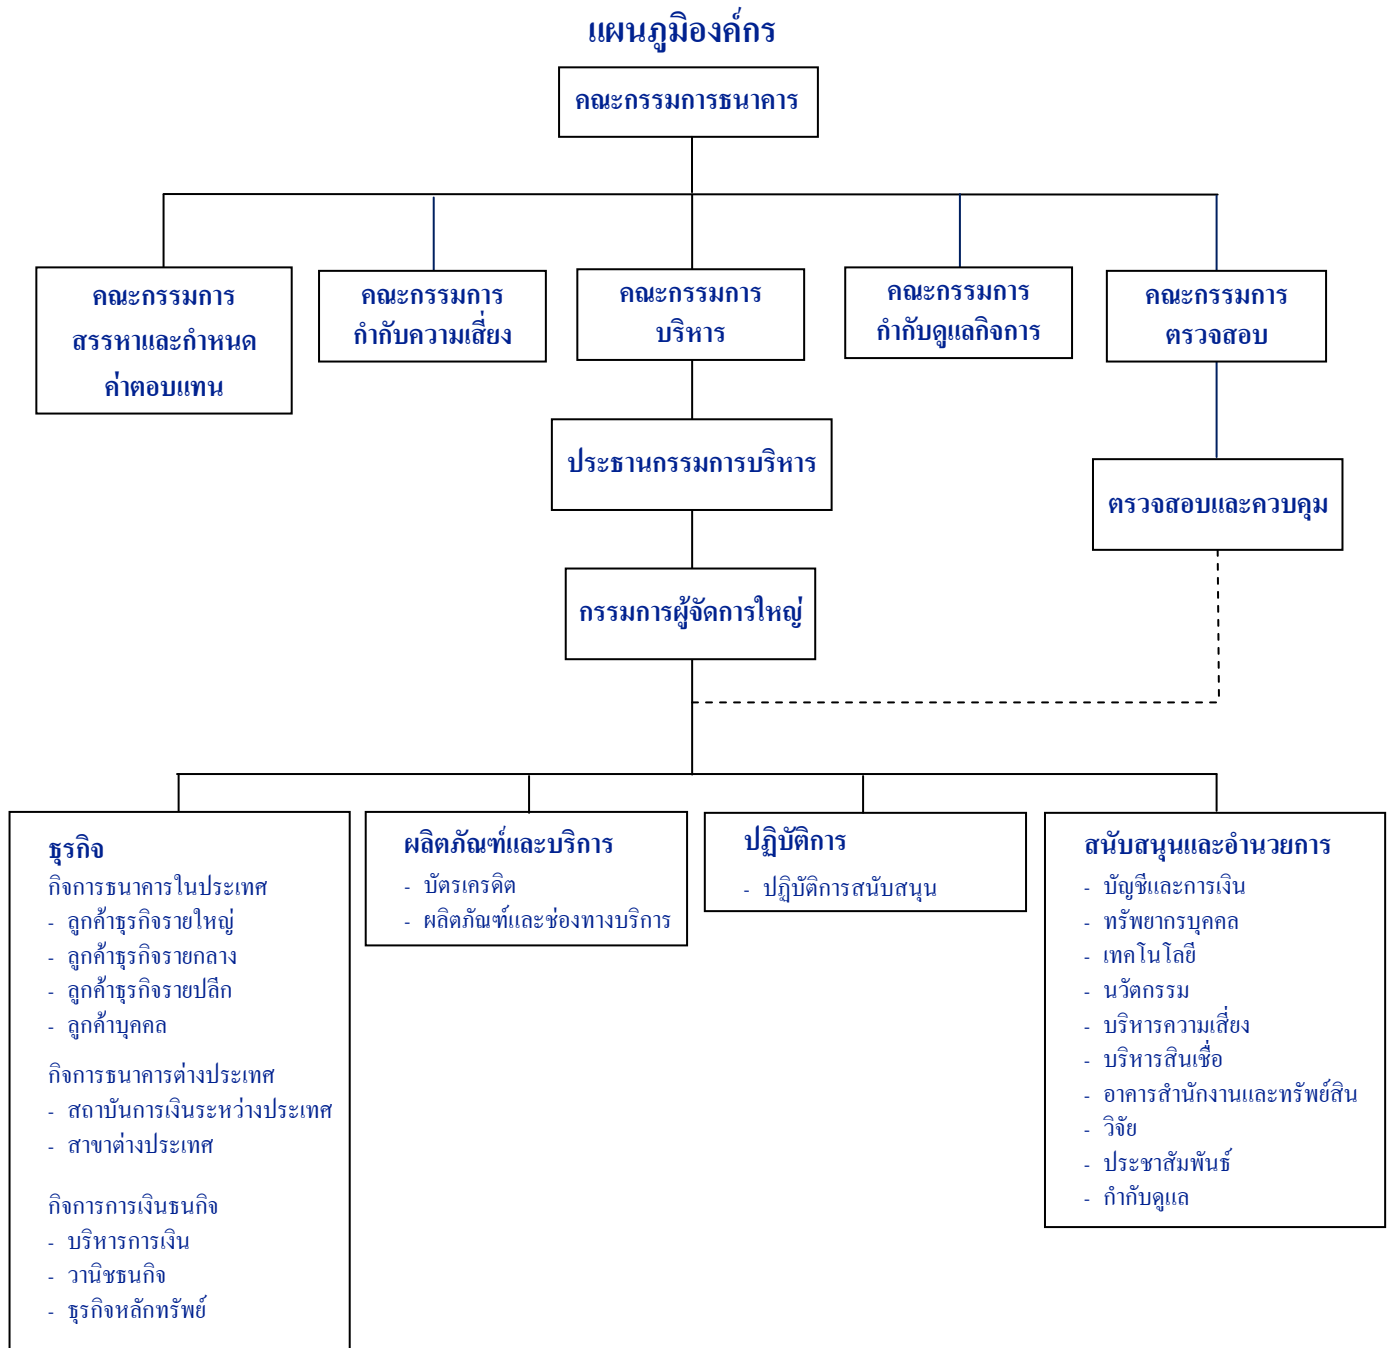 แผนภูมิองค์กร
คณะกรรมการธนาคาร
คณะกรรมการ
สรรหาและกำหนด
ค่าตอบแทน
คณะกรรมการ
กำกับความเสี่ยง
คณะกรรมการ
บริหาร
คณะกรรมการ
กำกับดูแลกิจการ
คณะกรรมการ
ตรวจสอบ
ประธานกรรมการบริหาร
ตรวจสอบและควบคุม
กรรมการผู้จัดการใหญ่
ธุรกิจ
กิจการธนาคารในประเทศ
- ลูกค้าธุรกิจรายใหญ่
- ลูกค้าธุรกิจรายกลาง
- ลูกค้าธุรกิจรายปลีก
- ลูกค้าบุคคล
กิจการธนาคารต่างประเทศ
- สถาบันการเงินระหว่างประเทศ
- สาขาต่างประเทศ
กิจการการเงินธนกิจ
- บริหารการเงิน
- วานิชธนกิจ
- ธุรกิจหลักทรัพย์
ผลิตภัณฑ์และบริการ
- บัตรเครดิต
- ผลิตภัณฑ์และช่องทางบริการ
ปฏิบัติการ
- ปฏิบัติการสนับสนุน
สนับสนุนและอำนวยการ
- บัญชีและการเงิน
- ทรัพยากรบุคคล
- เทคโนโลยี
- นวัตกรรม
- บริหารความเสี่ยง
- บริหารสินเชื่อ
- อาคารสำนักงานและทรัพย์สิน
- วิจัย
- ประชาสัมพันธ์
- กำกับดูแล